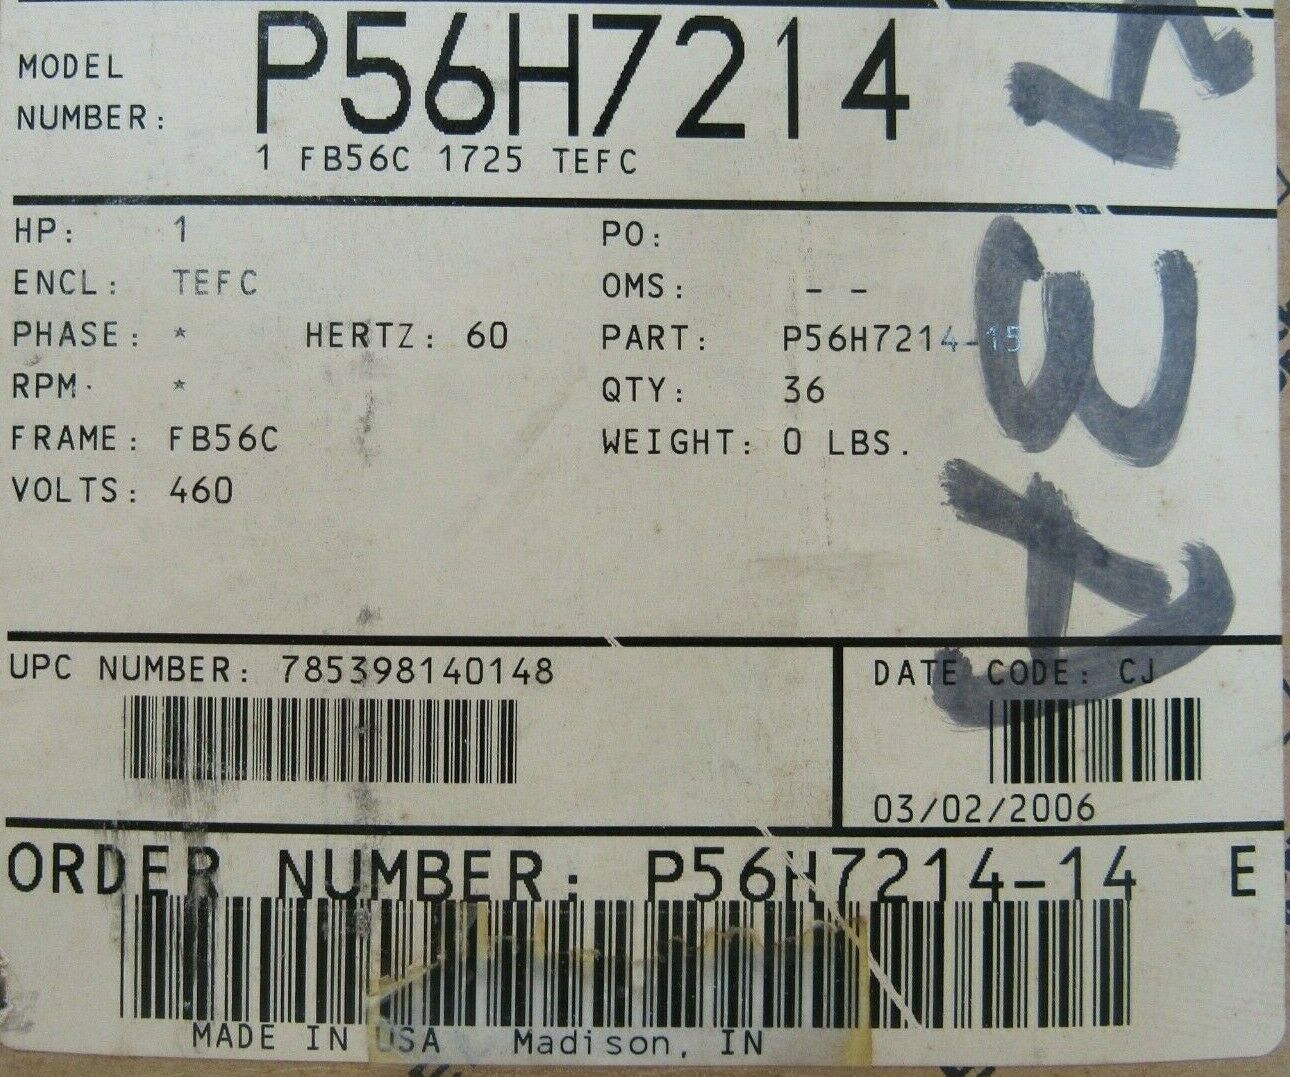 MODEL
NUMBER: P56H7214
1 FB56C 1725 TEFC
HP: 1 PO:
ENCL: TEFC OMS: - -
PHASE: * HERTZ: 60 PART: P56H7214-15
RPM: * QTY: 36
FRAME: FB56C WEIGHT: 0 LBS.
VOLTS: 460
UPC NUMBER: 785398140148 DATE CODE: CJ
03/02/2006
ORDER NUMBER: P56H7214-14 E
MADE IN USA Madison, IN